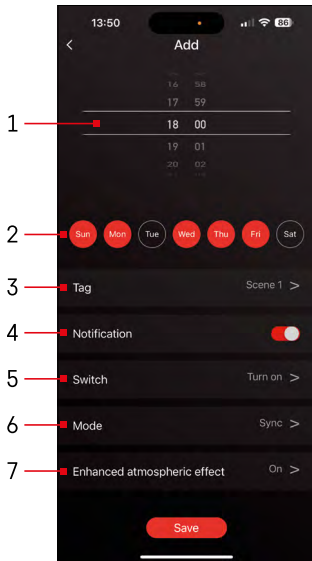 13:50 86
Add
16 58
17 59
1 18 00
19 01
20 02
2 Sun Mon Tue Wed Thu Fri Sat
3 Tag Scene 1 >
4 Notification
5 Switch Turn on >
6 Mode Sync >
7 Enhanced atmospheric effect On >
Save